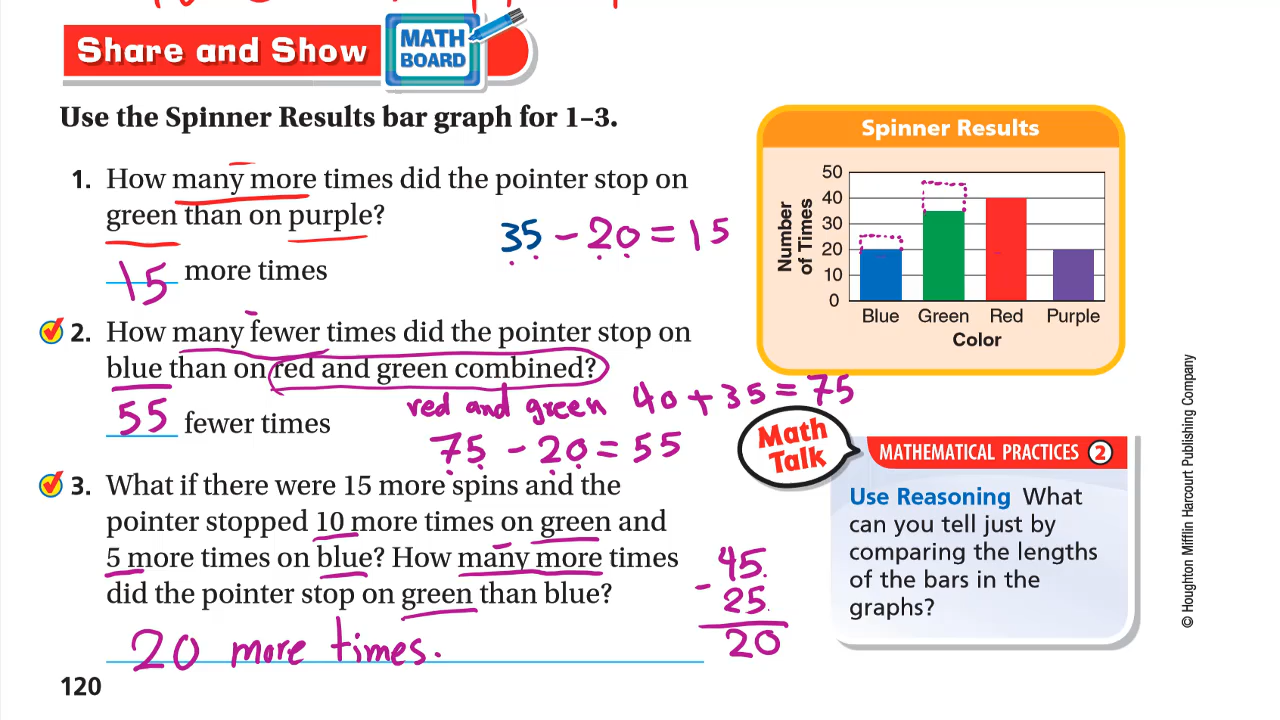 Share and Show
MATH
BOARD
Use the Spinner Results bar graph for 1–3.
1. How many more times did the pointer stop on
green than on purple?
35 - 20 = 15
15 more times
2. How many fewer times did the pointer stop on
blue than on red and green combined?
red and green 40 + 35 = 75
55 fewer times
75 - 20 = 55
3. What if there were 15 more spins and the
pointer stopped 10 more times on green and
5 more times on blue? How many more times
did the pointer stop on green than blue?
45
- 25
20
20 more times.
120
Spinner Results
Number
of Times
50
40
30
20
10
0
Blue Green Red Purple
Color
Math
Talk
MATHEMATICAL PRACTICES 2
Use Reasoning What
can you tell just by
comparing the lengths
of the bars in the
graphs?
© Houghton Mifflin Harcourt Publishing Company